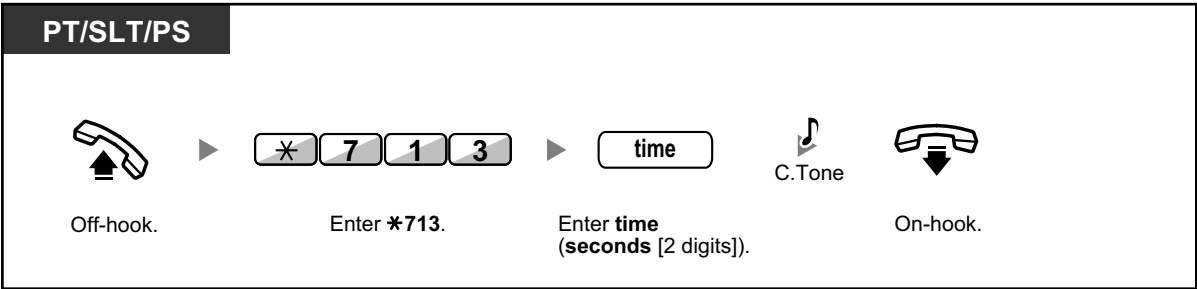 PT/SLT/PS
✳ 7 1 3
time
C.Tone
Off-hook.
Enter ✳713.
Enter time
(seconds [2 digits]).
On-hook.